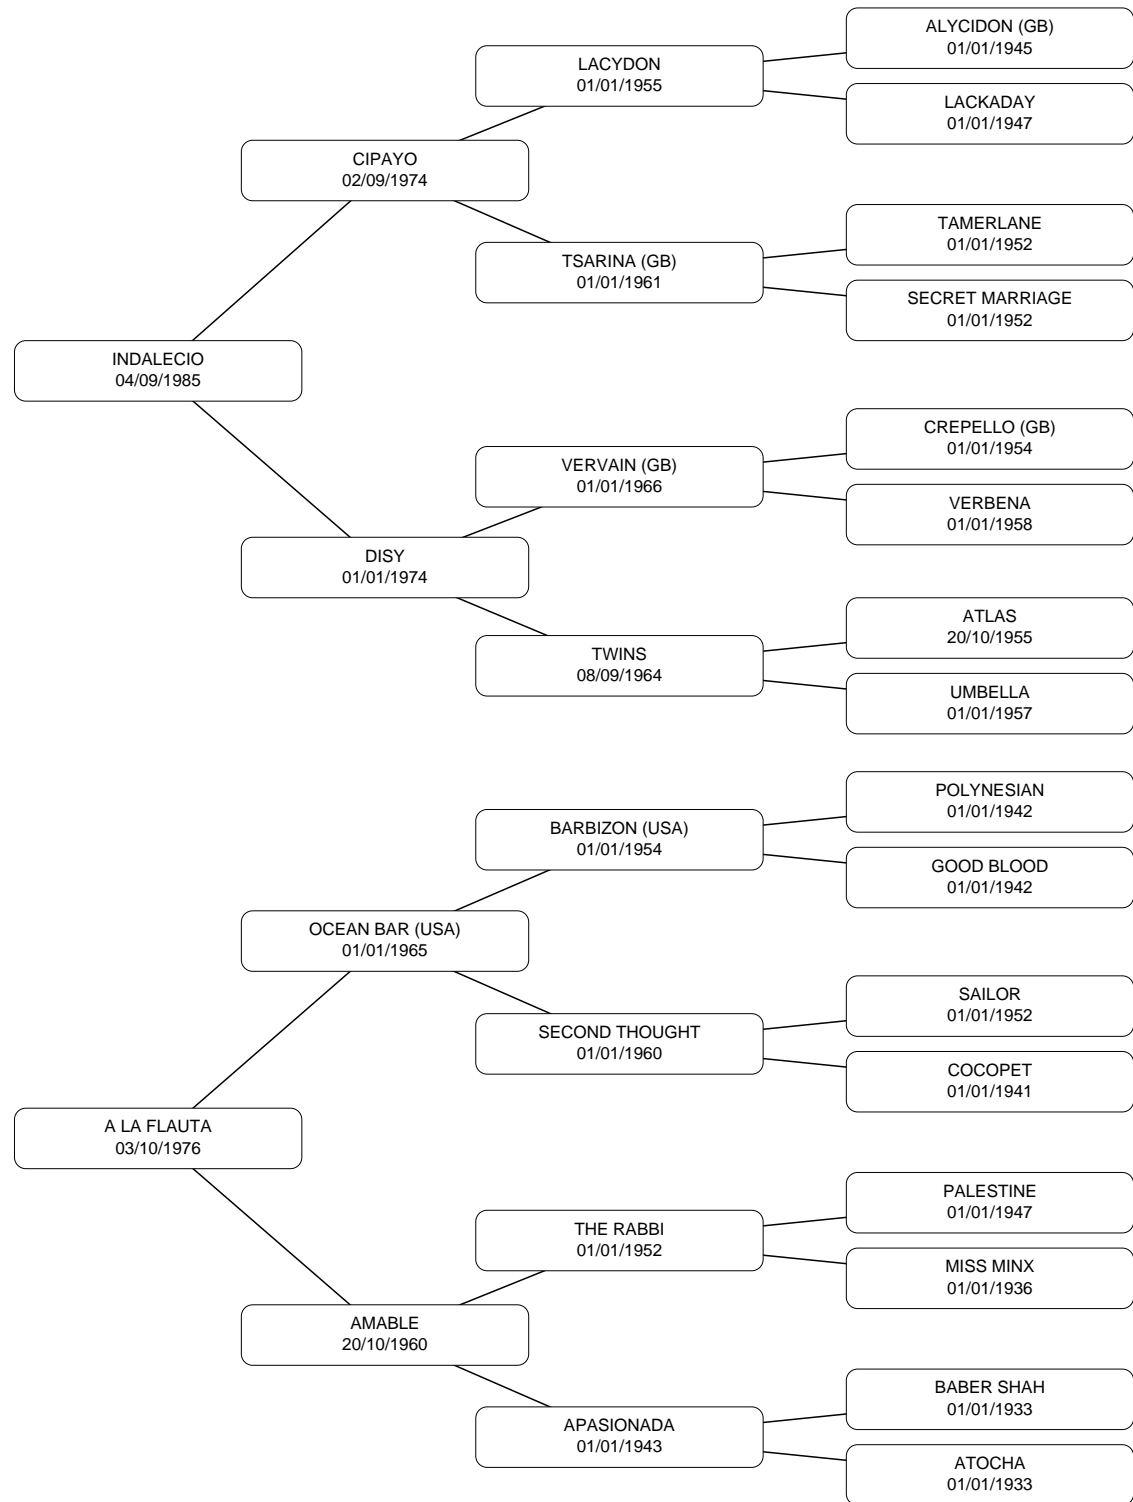 ALYCIDON (GB)
01/01/1945
LACYDON
01/01/1955
LACKADAY
01/01/1947
CIPAYO
02/09/1974
TAMERLANE
01/01/1952
TSARINA (GB)
01/01/1961
SECRET MARRIAGE
01/01/1952
INDALECIO
04/09/1985
CREPELLO (GB)
01/01/1954
VERVAIN (GB)
01/01/1966
VERBENA
01/01/1958
DISY
01/01/1974
ATLAS
20/10/1955
TWINS
08/09/1964
UMBELLA
01/01/1957
POLYNESIAN
01/01/1942
BARBIZON (USA)
01/01/1954
GOOD BLOOD
01/01/1942
OCEAN BAR (USA)
01/01/1965
SAILOR
01/01/1952
SECOND THOUGHT
01/01/1960
COCOPET
01/01/1941
A LA FLAUTA
03/10/1976
PALESTINE
01/01/1947
THE RABBI
01/01/1952
MISS MINX
01/01/1936
AMABLE
20/10/1960
BABER SHAH
01/01/1933
APASIONADA
01/01/1943
ATOCHA
01/01/1933